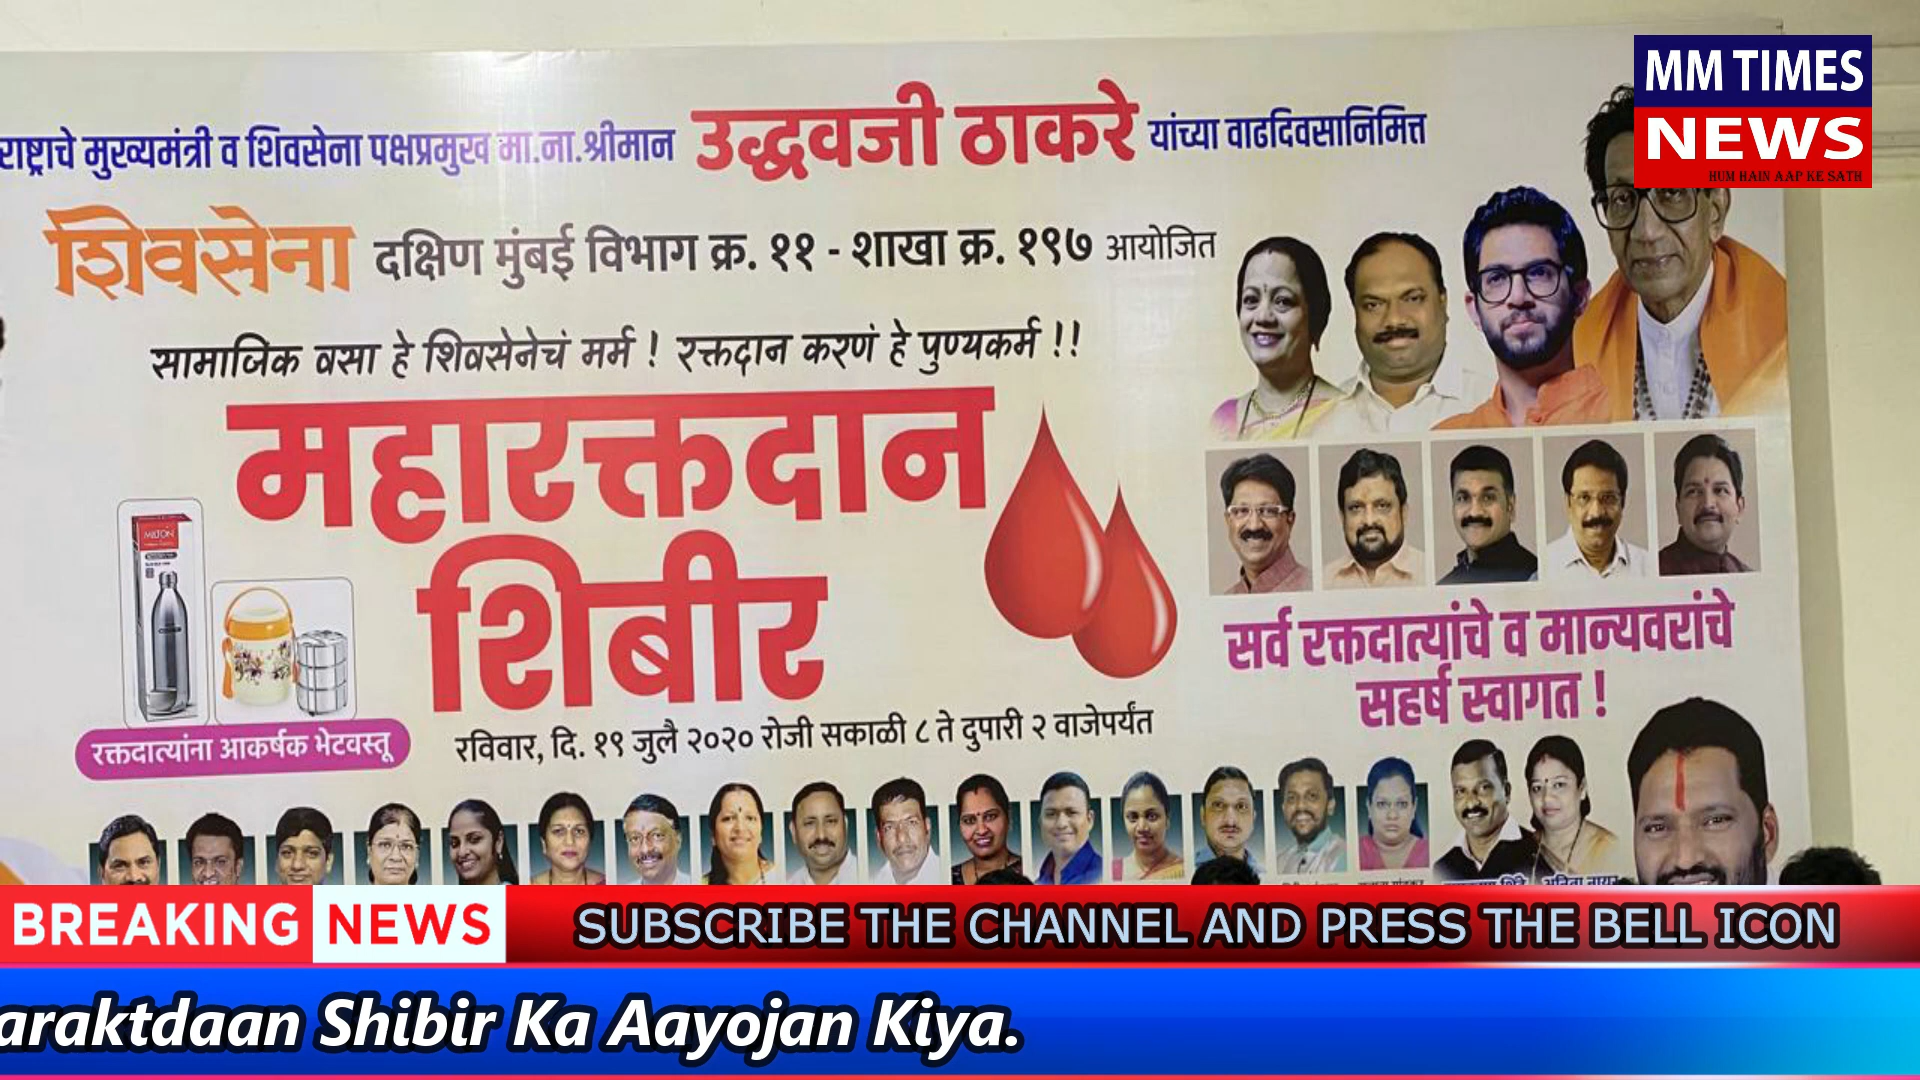 MM TIMES
NEWS
HUM HAIN AAP KE SATH
राष्ट्राचे मुख्यमंत्री व शिवसेना पक्षप्रमुख मा.ना.श्रीमान उद्धवजी ठाकरे यांच्या वाढदिवसानिमित्त
शिवसेना दक्षिण मुंबई विभाग क्र. ११ - शाखा क्र. १९७ आयोजित
सामाजिक वसा हे शिवसेनेचं मर्म ! रक्तदान करणं हे पुण्यकर्म !!
महारक्तदान
शिबीर
MILTON
रक्तदात्यांना आकर्षक भेटवस्तू
रविवार, दि. १९ जुलै २०२० रोजी सकाळी ८ ते दुपारी २ वाजेपर्यंत
सर्व रक्तदात्यांचे व मान्यवरांचे
सहर्ष स्वागत !
BREAKING NEWS
SUBSCRIBE THE CHANNEL AND PRESS THE BELL ICON
araktdaan Shibir Ka Aayojan Kiya.